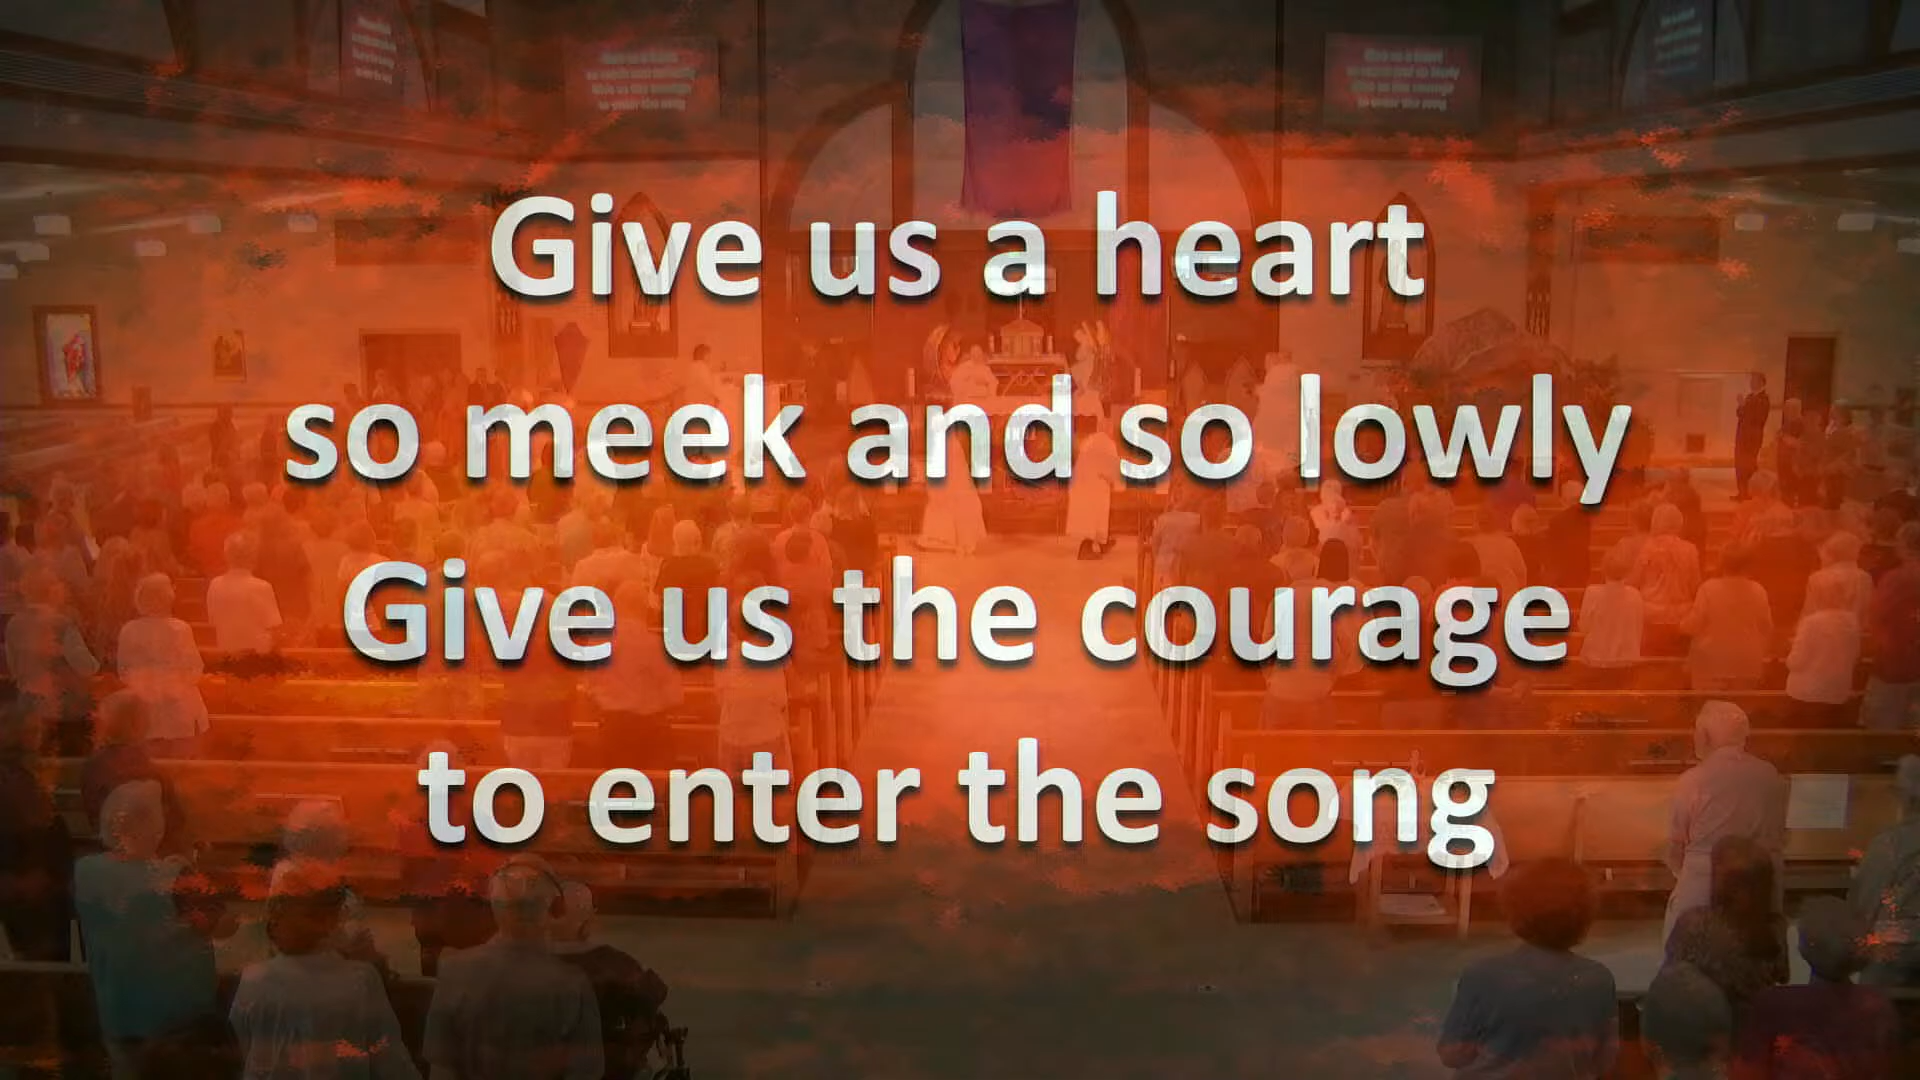 Give us a heart
so meek and so lowly
Give us the courage
to enter the song